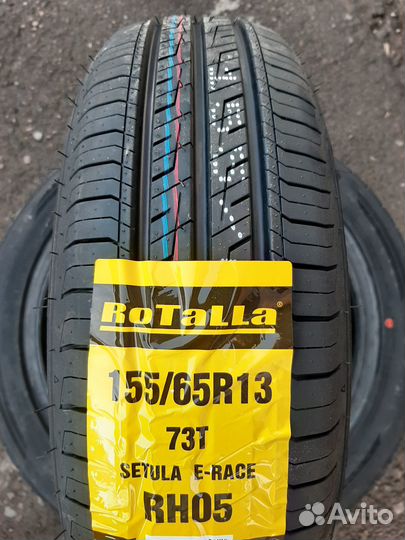 RoTaLLa®
155/65R13
73T
SETULA E-RACE
RH05
Avito